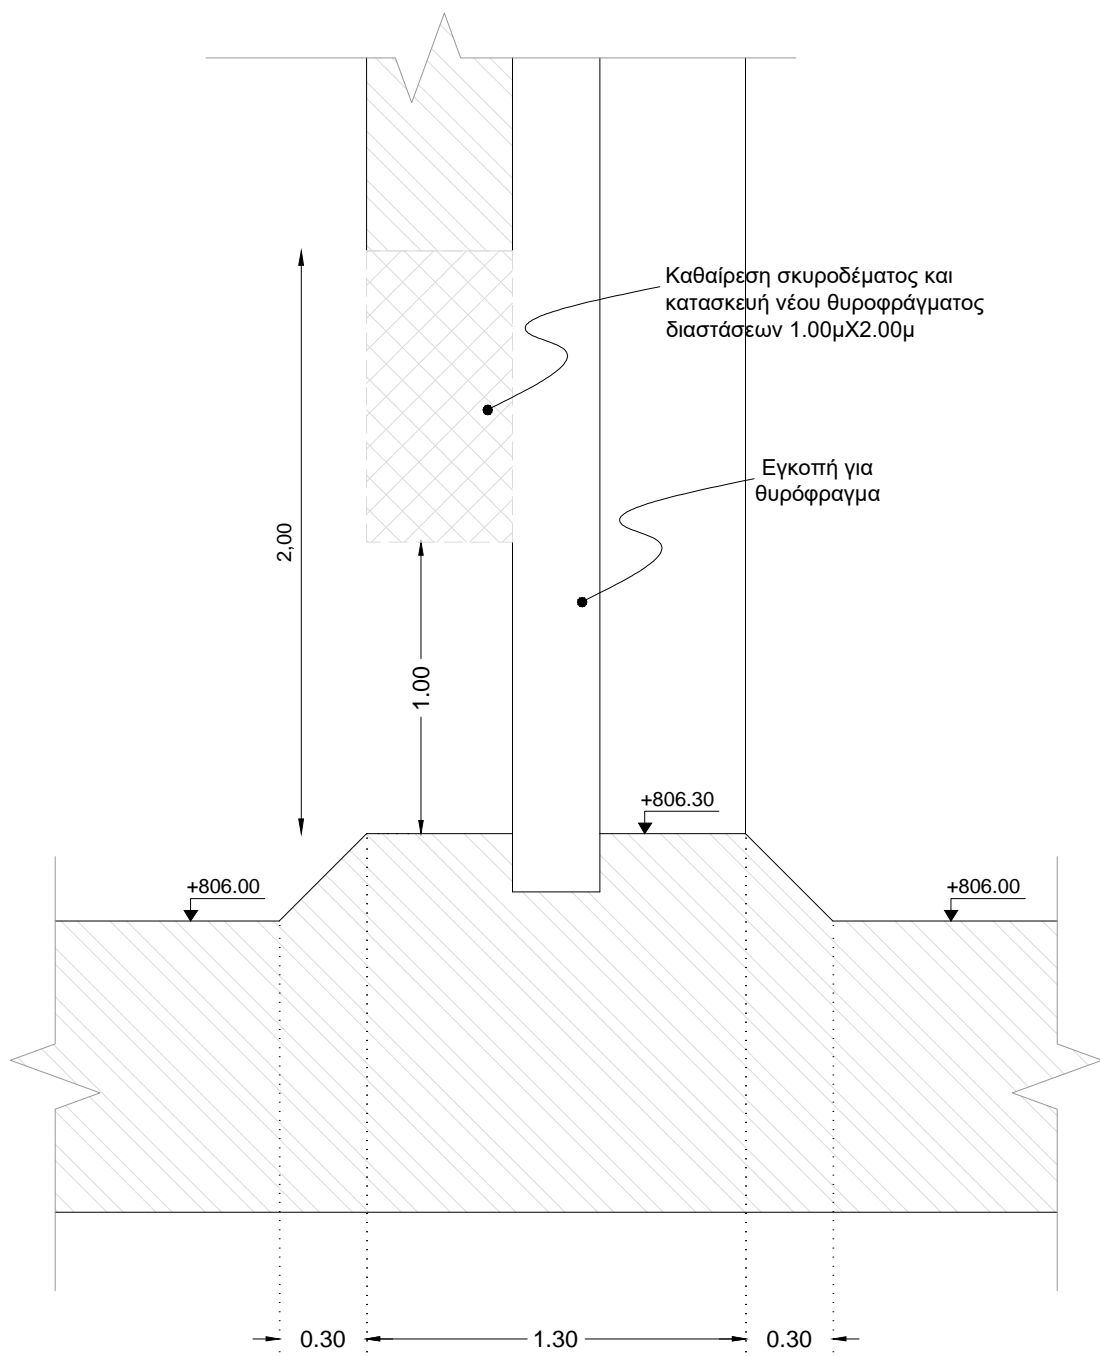 Καθαίρεση σκυροδέματος και
κατασκευή νέου θυροφράγματος
διαστάσεων 1.00μΧ2.00μ
Εγκοπή για
θυρόφραγμα
2,00
1.00
+806.30
+806.00
+806.00
0.30
1.30
0.30